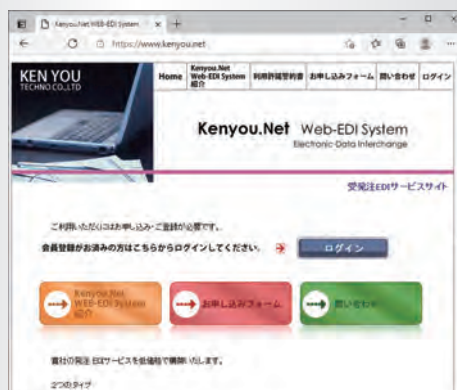 Kenyou.Net WEB-EDI System
https://www.kenyou.net
KEN YOU
TECHNO CO.,LTD
Home
Kenyou.Net
Web-EDI System
紹介
利用許諾契約書
お申し込みフォーム
問い合わせ
ログイン
Kenyou.Net Web-EDI System
Electronic Data Interchange
受発注EDIサービスサイト
ご利用いただくにはお申し込み・ご登録が必要です。
会員登録がお済みの方はこちらからログインしてください。
ログイン
Kenyou.Net
WEB-EDI System
紹介
お申し込みフォーム
問い合わせ
貴社の発注 EDIサービスを低価格で構築いたします。
2つのタイプ